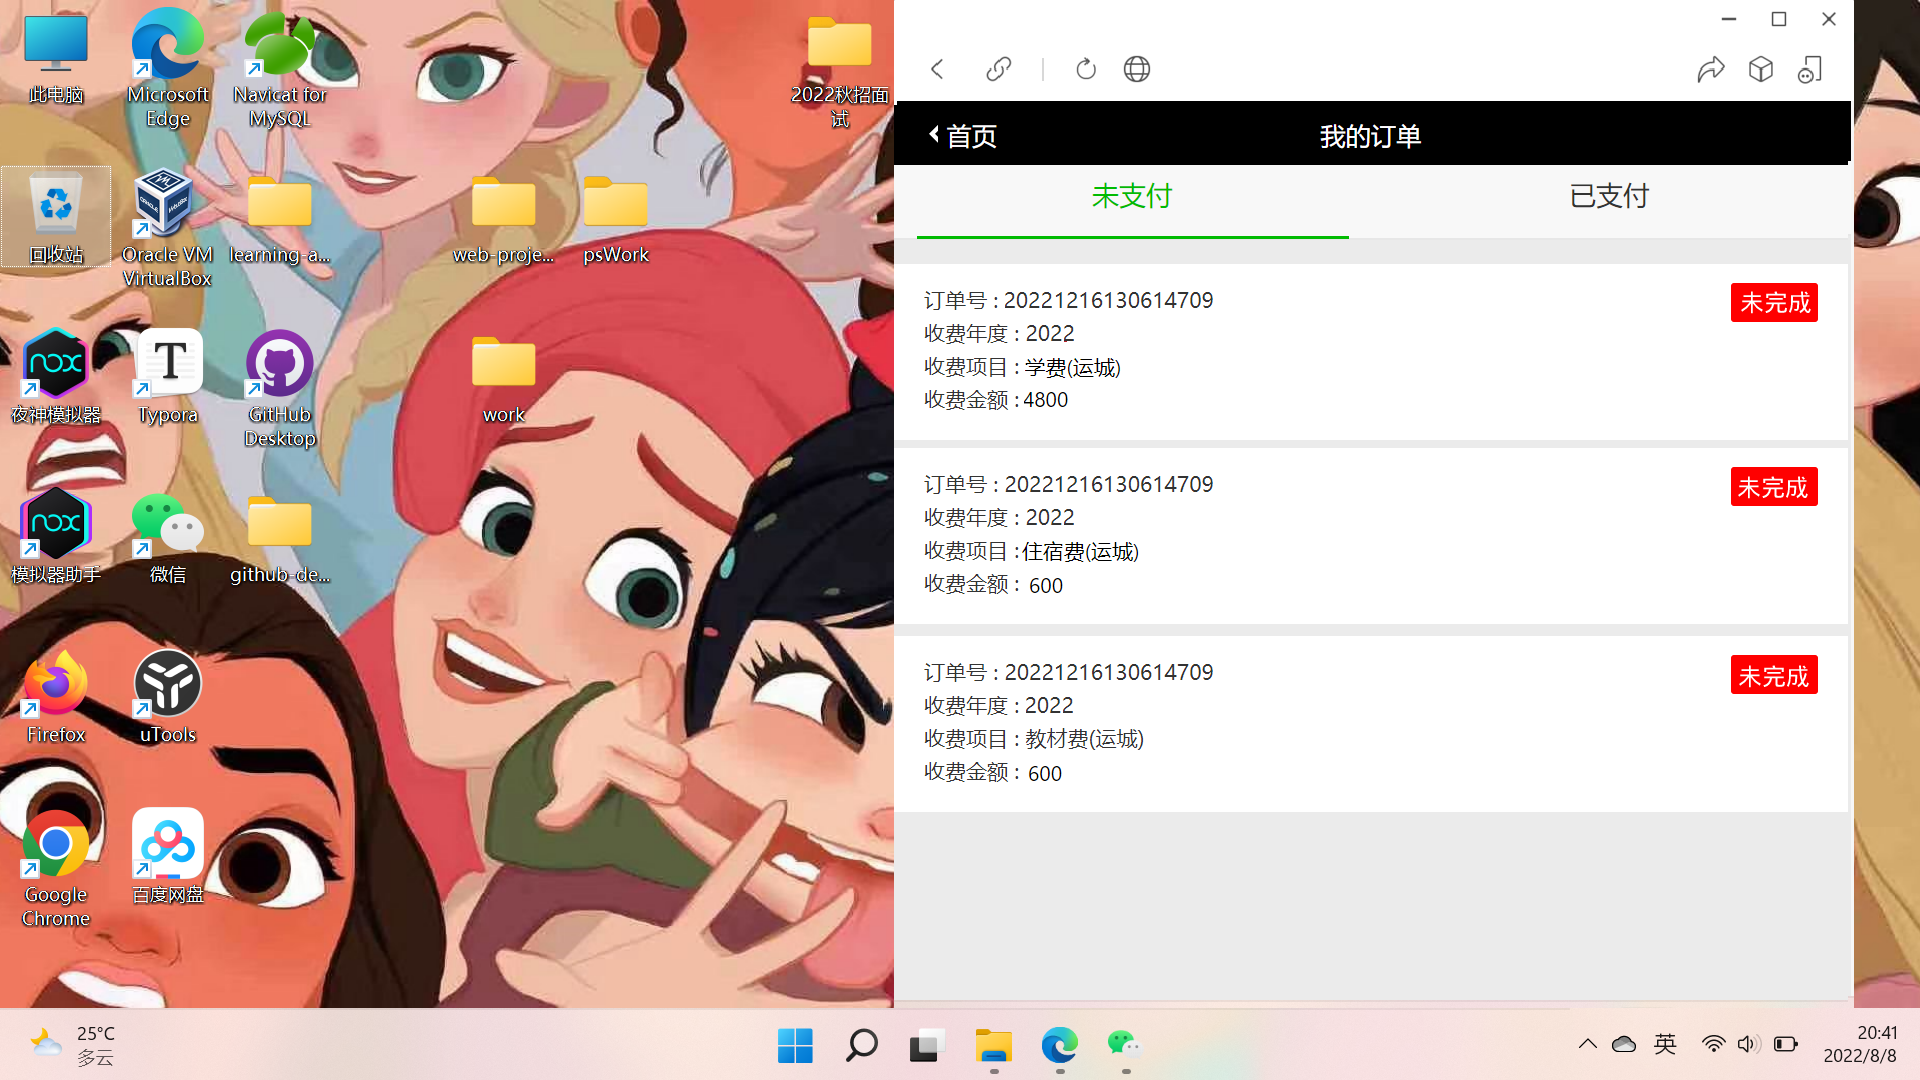 此电脑
Microsoft
Edge
Navicat for
MySQL
2022秋招面
试
回收站
Oracle VM
VirtualBox
learning-a...
web-proje...
psWork
夜神模拟器
Typora
GitHub
Desktop
work
模拟器助手
微信
github-de...
Firefox
uTools
Google
Chrome
百度网盘
首页
我的订单
未支付
已支付
订单号 : 20221216130614709
未完成
收费年度 : 2022
收费项目 : 学费(运城)
收费金额 : 4800
订单号 : 20221216130614709
未完成
收费年度 : 2022
收费项目 : 住宿费(运城)
收费金额 : 600
订单号 : 20221216130614709
未完成
收费年度 : 2022
收费项目 : 教材费(运城)
收费金额 : 600
25°C
多云
英
20:41
2022/8/8